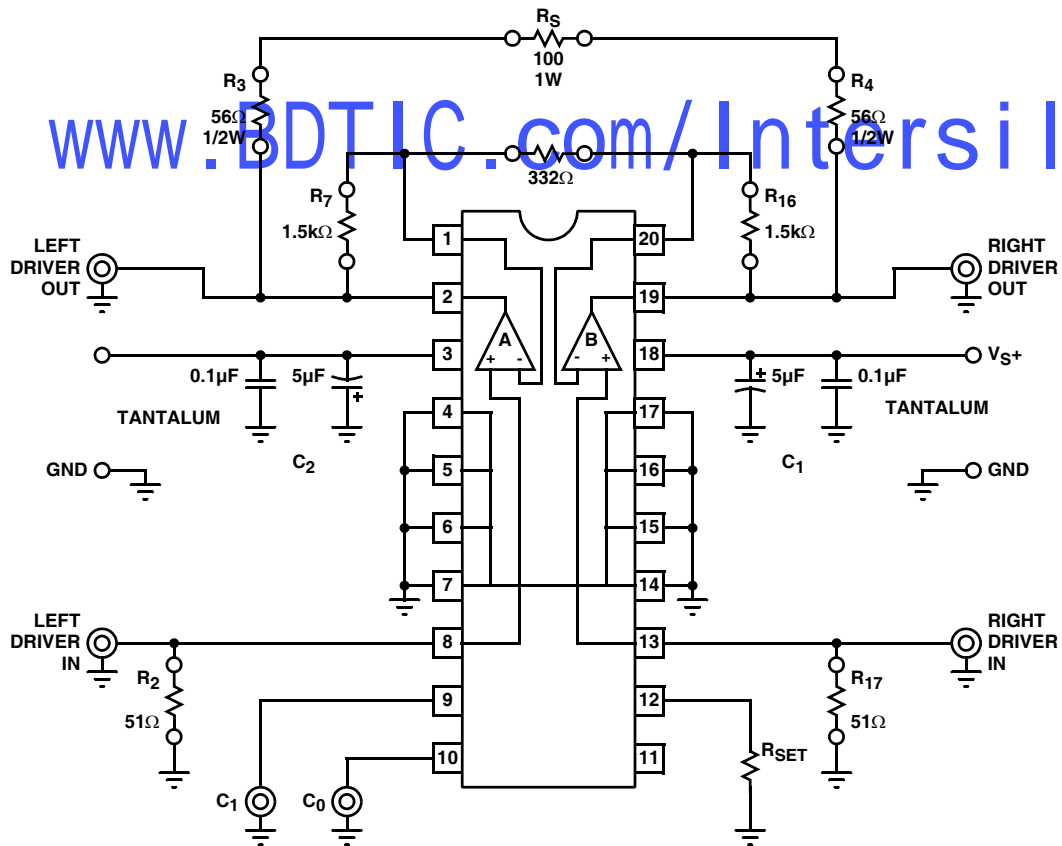 RS
100
1W
R3
56Ω
1/2W
R4
56Ω
1/2W
www.BDTIC.com/Intersil
332Ω
R7
1.5kΩ
R16
1.5kΩ
LEFT
DRIVER
OUT
RIGHT
DRIVER
OUT
1
20
2
19
A
B
+ -
- +
3
18
VS+
0.1µF
5µF
+
TANTALUM
C2
+
5µF
0.1µF
TANTALUM
C1
4
17
GND
5
16
GND
6
15
7
14
LEFT
DRIVER
IN
8
13
RIGHT
DRIVER
IN
R2
51Ω
R17
51Ω
9
12
10
11
RSET
C1
C0